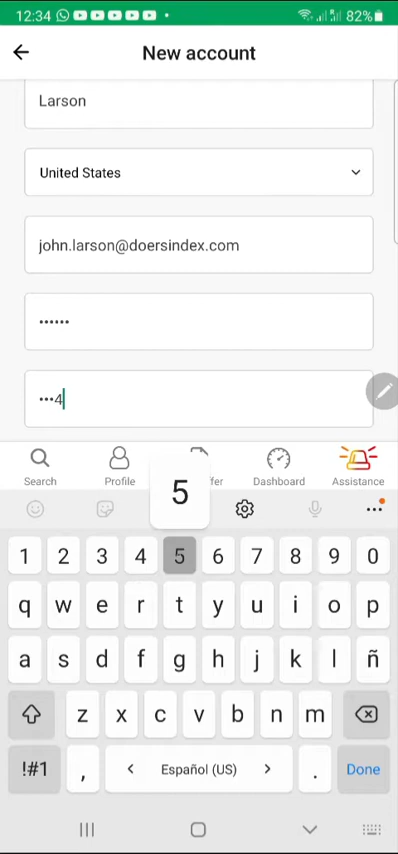 12:34 82%
New account
Larson
United States
john.larson@doersindex.com
••••••
•••4
Search Profile fer Dashboard Assistance
5
1 2 3 4 5 6 7 8 9 0
q w e r t y u i o p
a s d f g h j k l ñ
z x c v b n m
!#1 , < Español (US) > . Done